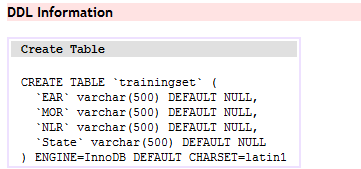 DDL Information
Create Table
CREATE TABLE `trainingset` (
`EAR` varchar(500) DEFAULT NULL,
`MOR` varchar(500) DEFAULT NULL,
`NLR` varchar(500) DEFAULT NULL,
`State` varchar(500) DEFAULT NULL
) ENGINE=InnoDB DEFAULT CHARSET=latin1